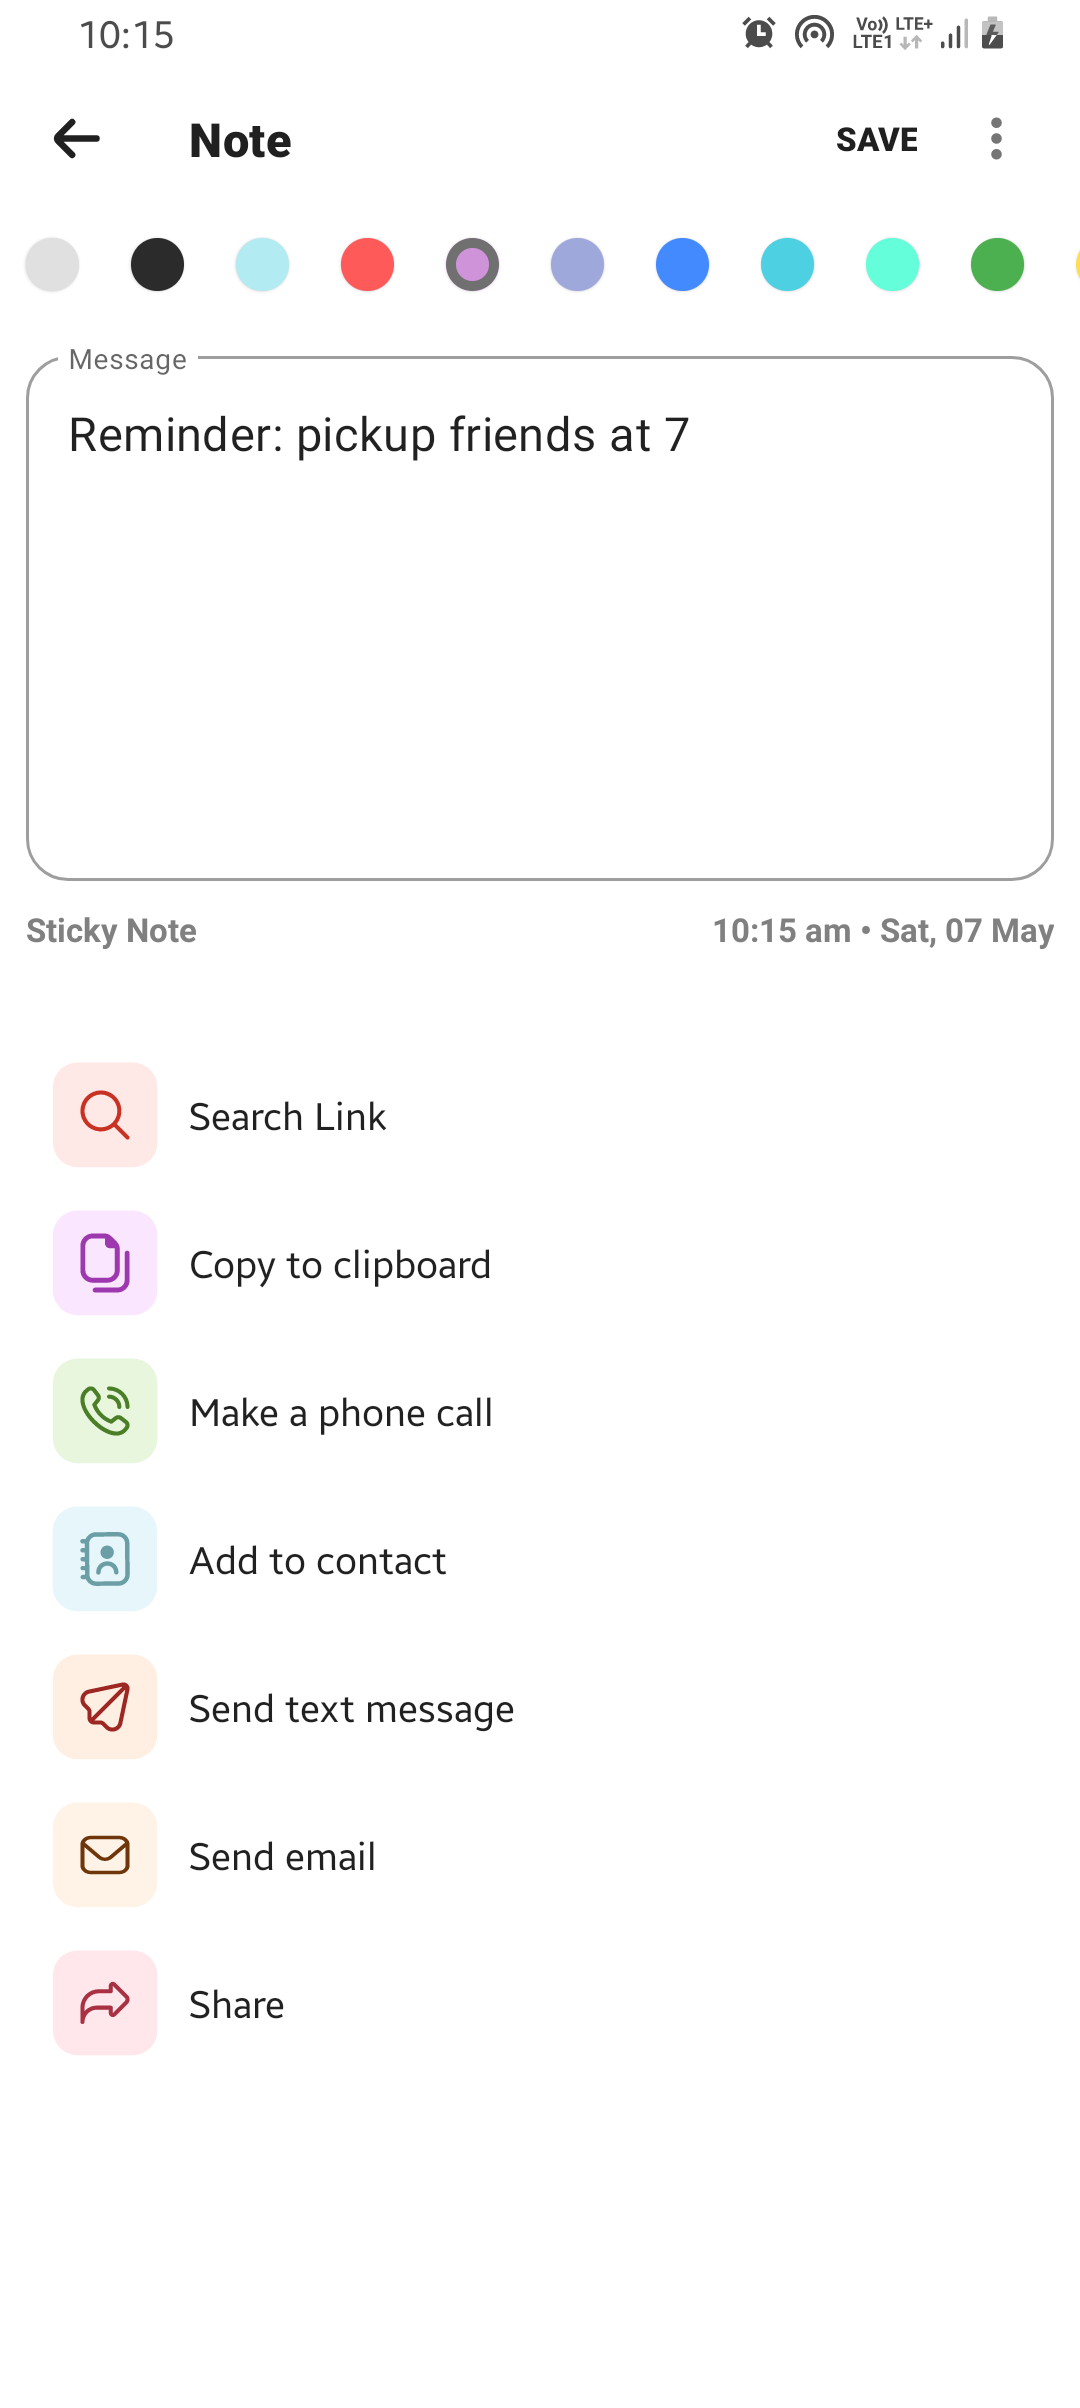 10:15
Vo)) LTE+
LTE1
Note
SAVE
Message
Reminder: pickup friends at 7
Sticky Note
10:15 am • Sat, 07 May
Search Link
Copy to clipboard
Make a phone call
Add to contact
Send text message
Send email
Share